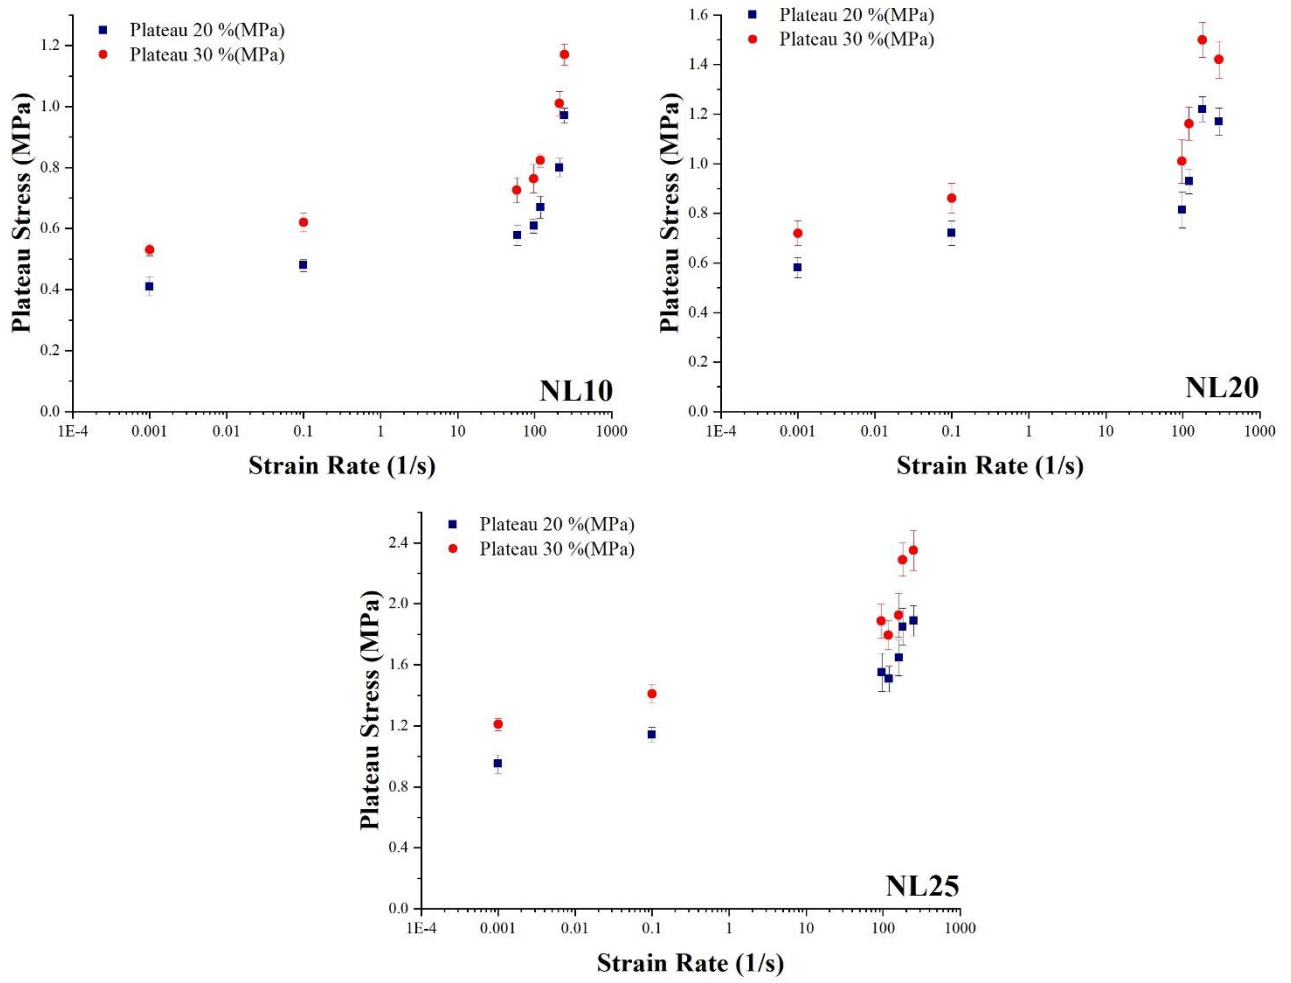 Plateau 20 %(MPa)
Plateau 30 %(MPa)
1.2
1.0
0.8
0.6
0.4
0.2
0.0
Plateau Stress (MPa)
NL10
1E-4 0.001 0.01 0.1 1 10 100 1000
Strain Rate (1/s)
Plateau 20 %(MPa)
Plateau 30 %(MPa)
1.6
1.4
1.2
1.0
0.8
0.6
0.4
0.2
0.0
Plateau Stress (MPa)
NL20
1E-4 0.001 0.01 0.1 1 10 100 1000
Strain Rate (1/s)
Plateau 20 %(MPa)
Plateau 30 %(MPa)
2.4
2.0
1.6
1.2
0.8
0.4
0.0
Plateau Stress (MPa)
NL25
1E-4 0.001 0.01 0.1 1 10 100 1000
Strain Rate (1/s)